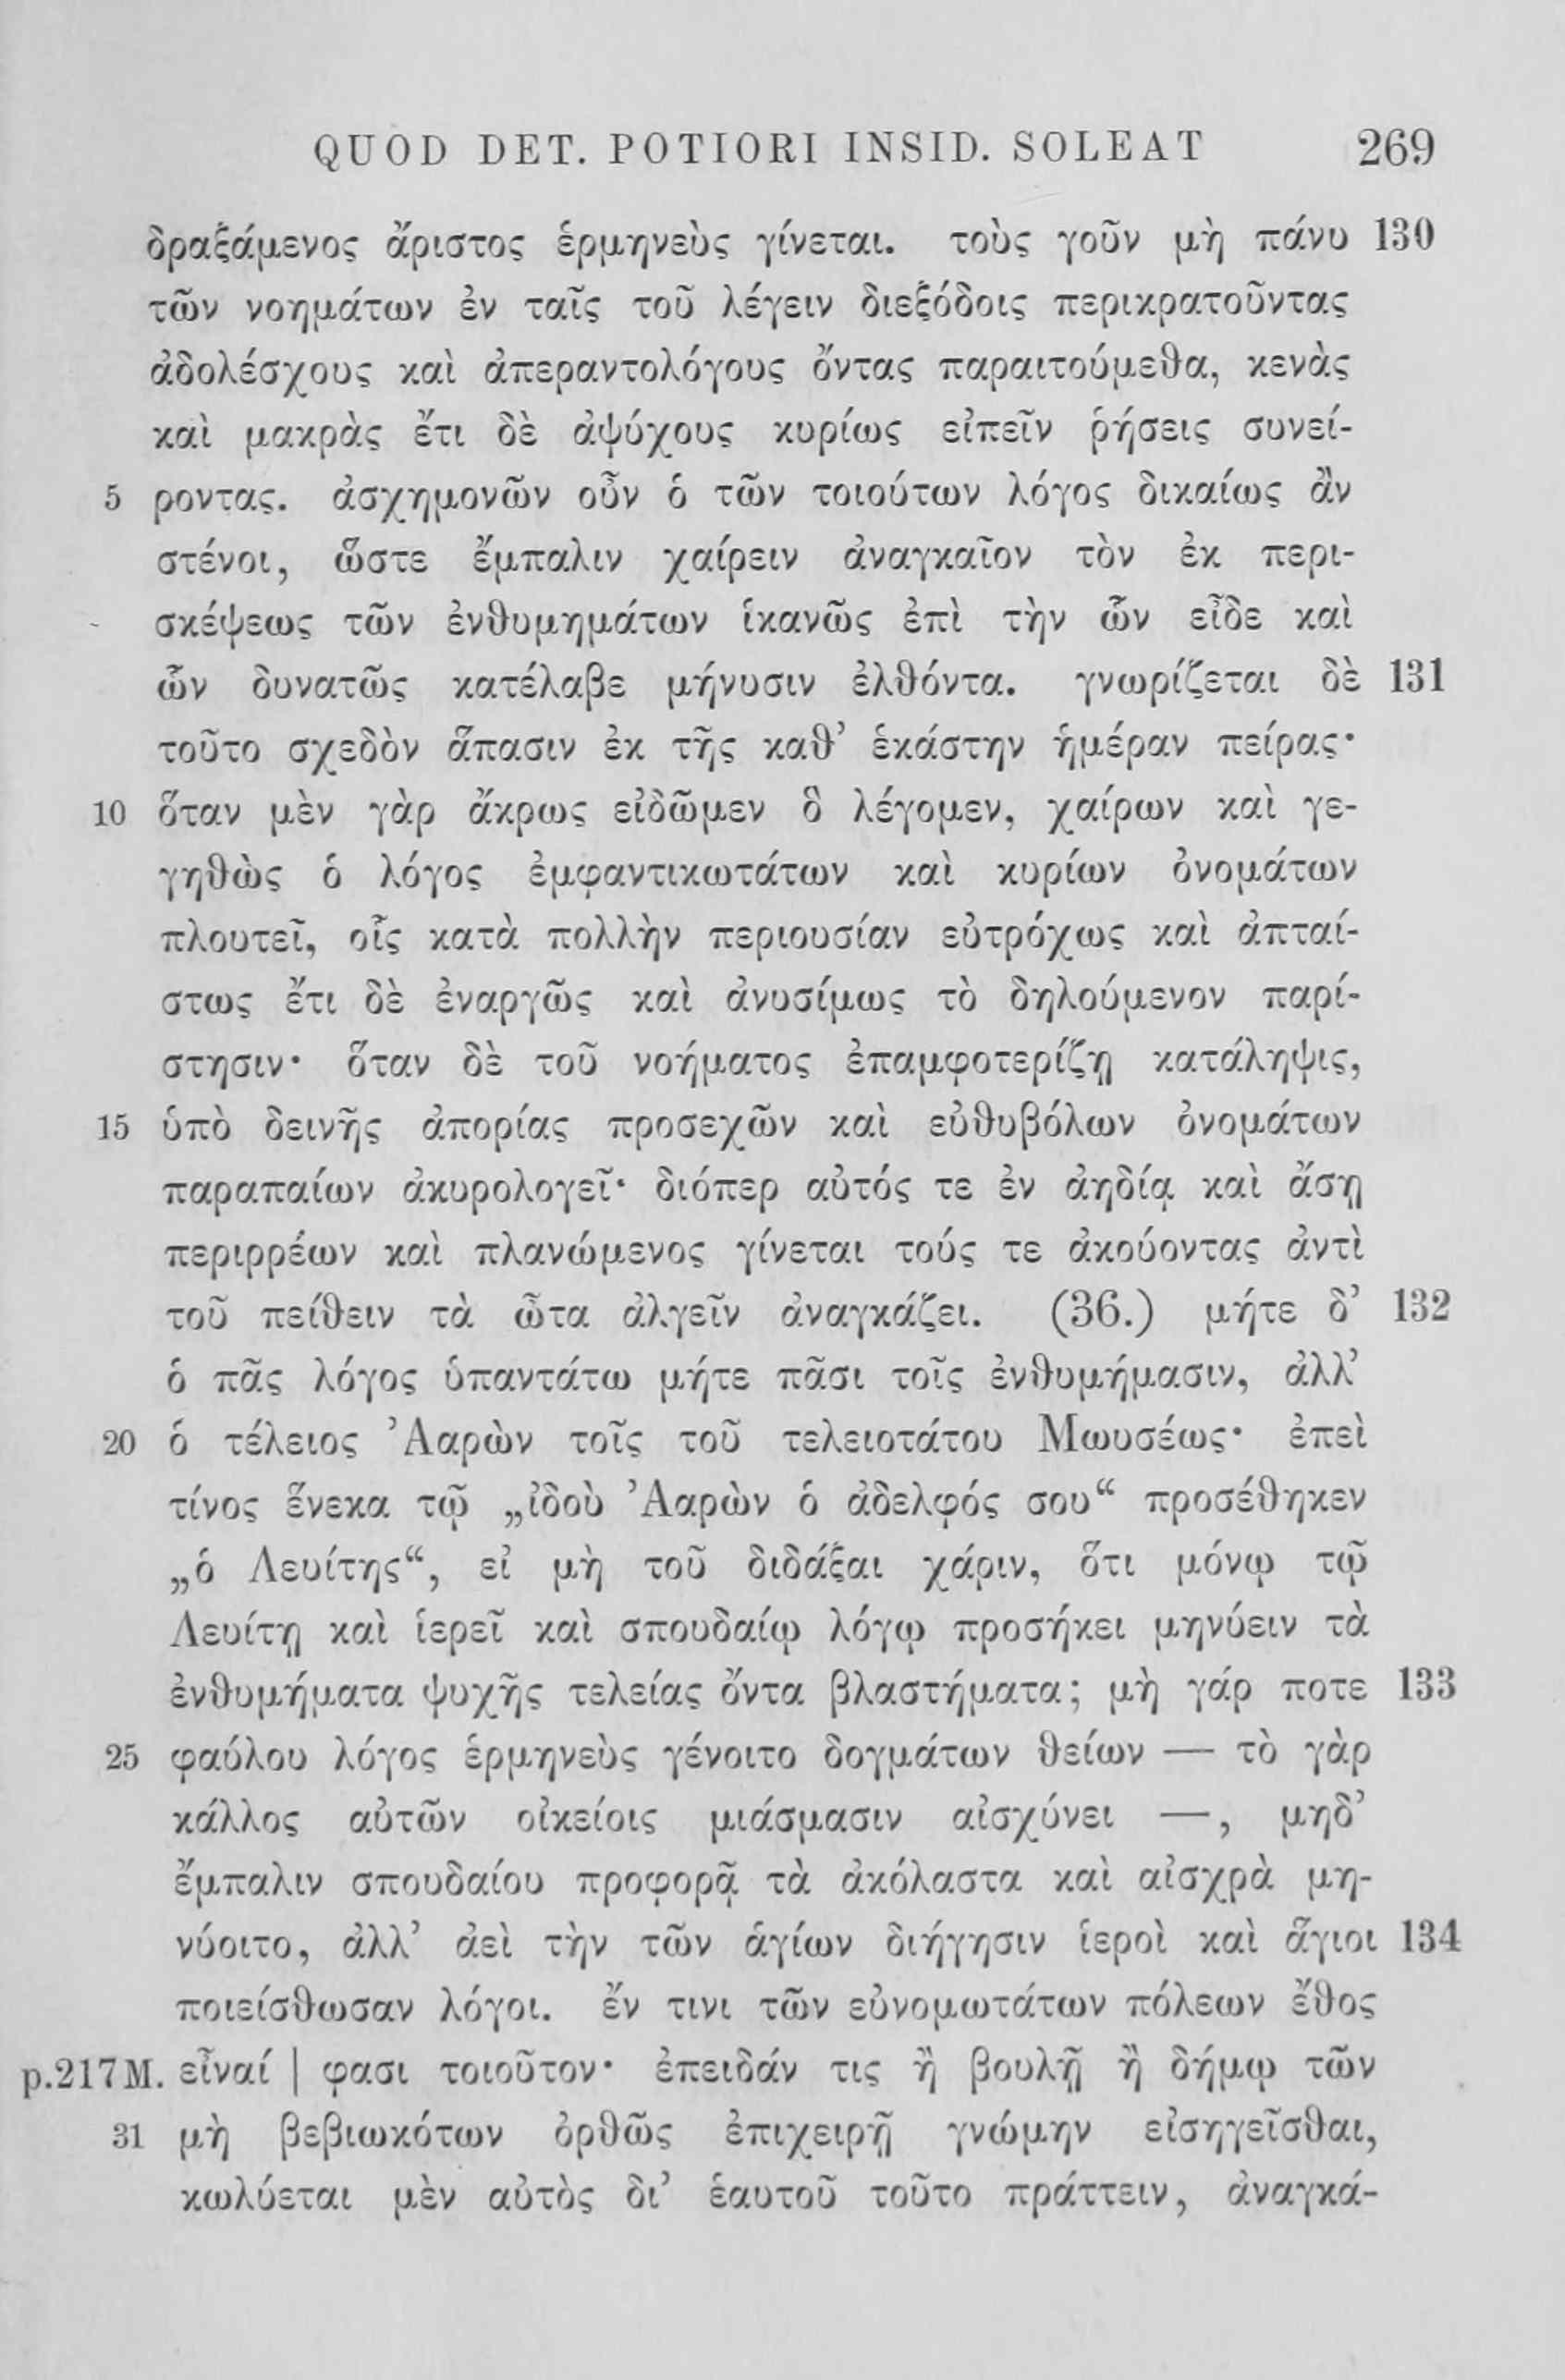 QUOD DET. POTIORI INSID. SOLEAT 269
δραξάμενος ἄριστος ἑρμηνεὺς γίνεται. τοὺς γοῦν μὴ πάνυ 130
τῶν νοημάτων ἐν ταῖς τοῦ λέγειν διεξόδοις περικρατοῦντας
ἀδολέσχους καὶ ἀπεραντολόγους ὄντας παραιτούμεθα, κενὰς
καὶ μακρὰς ἔτι δὲ ἀψύχους κυρίως εἰπεῖν ῥήσεις συνεί-
5 ροντας. ἀσχημονῶν οὖν ὁ τῶν τοιούτων λόγος δικαίως ἂν
στένοι, ὥστε ἔμπαλιν χαίρειν ἀναγκαῖον τὸν ἐκ περι-
σκέψεως τῶν ἐνθυμημάτων ἱκανῶς ἐπὶ τὴν ὧν εἶδε καὶ
ὧν δυνατῶς κατέλαβε μήνυσιν ἐλθόντα. γνωρίζεται δὲ 131
τοῦτο σχεδὸν ἅπασιν ἐκ τῆς καθ’ ἑκάστην ἡμέραν πείρας·
10 ὅταν μὲν γὰρ ἄκρως εἰδῶμεν ὃ λέγομεν, χαίρων καὶ γε-
γηθὼς ὁ λόγος ἐμφαντικωτάτων καὶ κυρίων ὀνομάτων
πλουτεῖ, οἷς κατὰ πολλὴν περιουσίαν εὐτρόχως καὶ ἀπταί-
στως ἔτι δὲ ἐναργῶς καὶ ἀνυσίμως τὸ δηλούμενον παρί-
στησιν· ὅταν δὲ τοῦ νοήματος ἐπαμφοτερίζῃ κατάληψις,
15 ὑπὸ δεινῆς ἀπορίας προσεχῶν καὶ εὐθυβόλων ὀνομάτων
παραπαίων ἀκυρολογεῖ· διόπερ αὐτός τε ἐν ἀηδίᾳ καὶ ἄσῃ
περιρρέων καὶ πλανώμενος γίνεται τούς τε ἀκούοντας ἀντὶ
τοῦ πείθειν τὰ ὦτα ἀλγεῖν ἀναγκάζει. (36.) μήτε δ’ 132
ὁ πᾶς λόγος ὑπαντάτω μήτε πᾶσι τοῖς ἐνθυμήμασιν, ἀλλ’
20 ὁ τέλειος Ἀαρὼν τοῖς τοῦ τελειοτάτου Μωυσέως· ἐπεὶ
τίνος ἕνεκα τῷ „ἰδοὺ Ἀαρὼν ὁ ἀδελφός σου“ προσέθηκεν
„ὁ Λευίτης“, εἰ μὴ τοῦ διδάξαι χάριν, ὅτι μόνῳ τῷ
Λευίτῃ καὶ ἱερεῖ καὶ σπουδαίῳ λόγῳ προσήκει μηνύειν τὰ
ἐνθυμήματα ψυχῆς τελείας ὄντα βλαστήματα; μὴ γάρ ποτε 133
25 φαύλου λόγος ἑρμηνεὺς γένοιτο δογμάτων θείων — τὸ γὰρ
κάλλος αὐτῶν οἰκείοις μιάσμασιν αἰσχύνει —, μηδ’
ἔμπαλιν σπουδαίου προφορᾷ τὰ ἀκόλαστα καὶ αἰσχρὰ μη-
νύοιτο, ἀλλ’ ἀεὶ τὴν τῶν ἁγίων διήγησιν ἱεροὶ καὶ ἅγιοι 134
ποιείσθωσαν λόγοι. ἔν τινι τῶν εὐνομωτάτων πόλεων ἔθος
p.217M. εἶναί | φασι τοιοῦτον· ἐπειδάν τις ἢ βουλῇ ἢ δήμῳ τῶν
31 μὴ βεβιωκότων ὀρθῶς ἐπιχειρῇ γνώμην εἰσηγεῖσθαι,
κωλύεται μὲν αὐτὸς δι’ ἑαυτοῦ τοῦτο πράττειν, ἀναγκά-